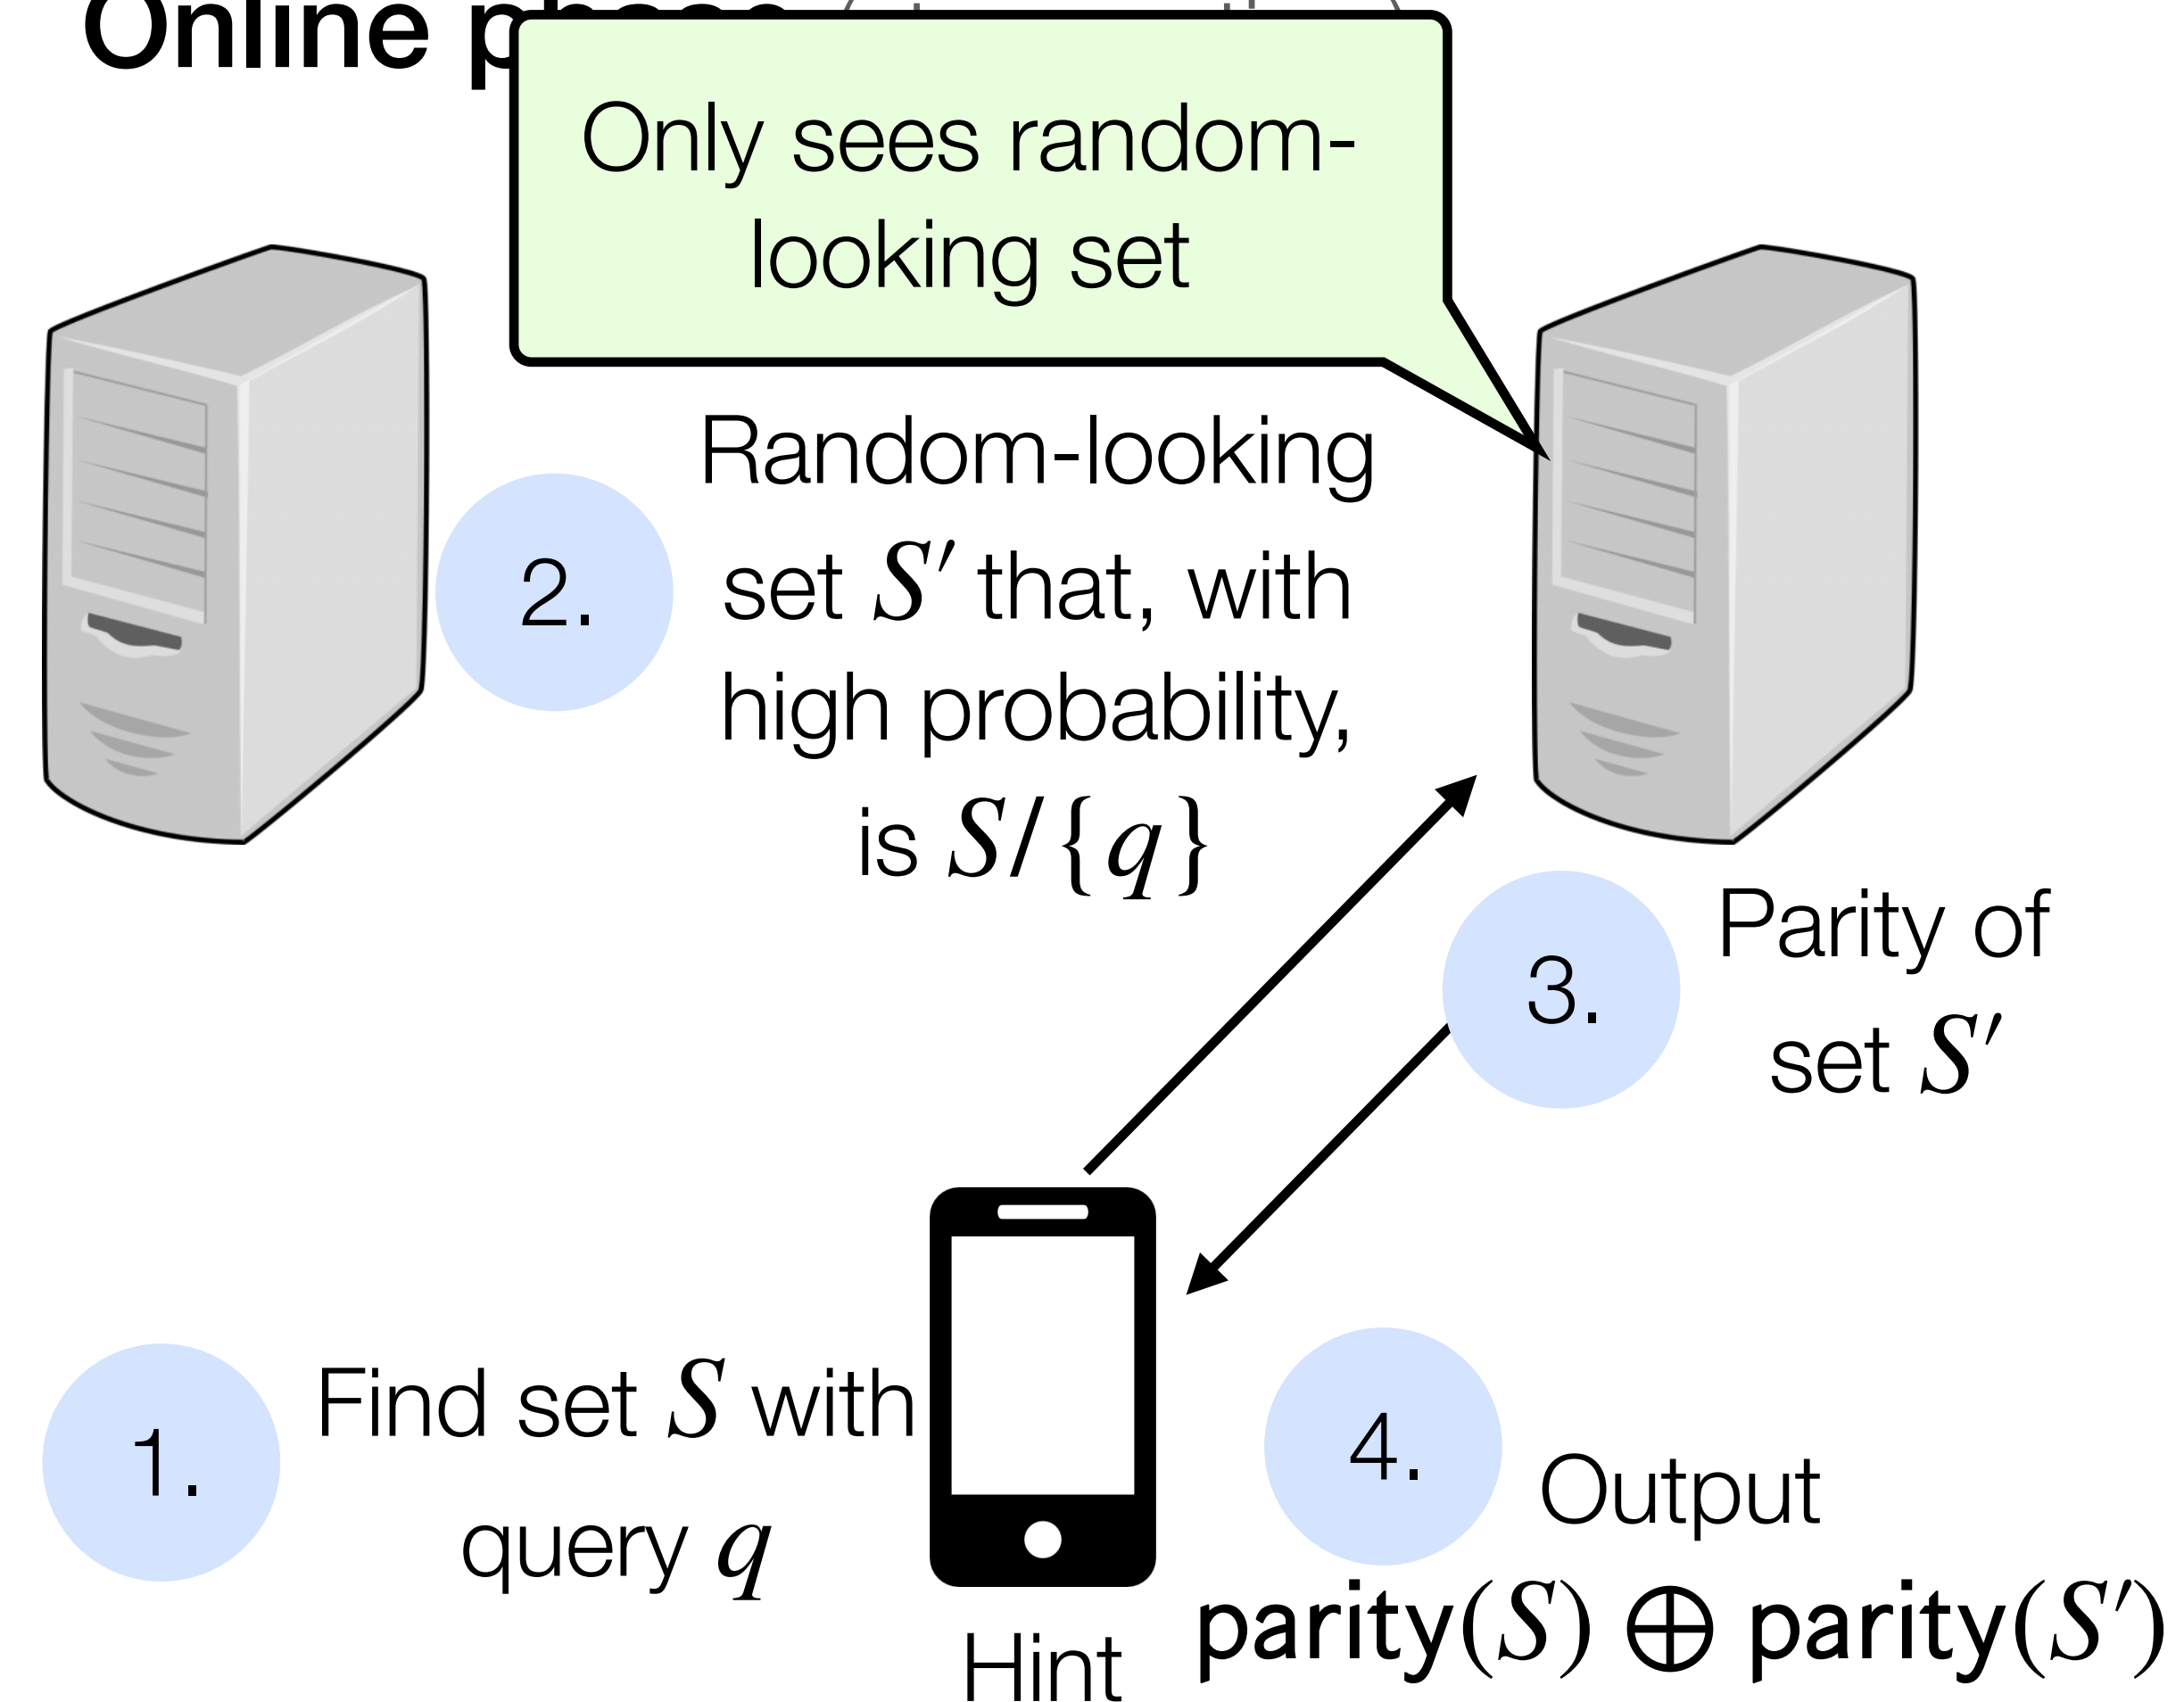 Online
Only sees random-
looking set
2.
Random-looking
set S′ that, with
high probability,
is S/{q}
3.
Parity of
set S′
1.
Find set S with
query q
Hint
4.
Output
parity(S) ⊕ parity(S′)